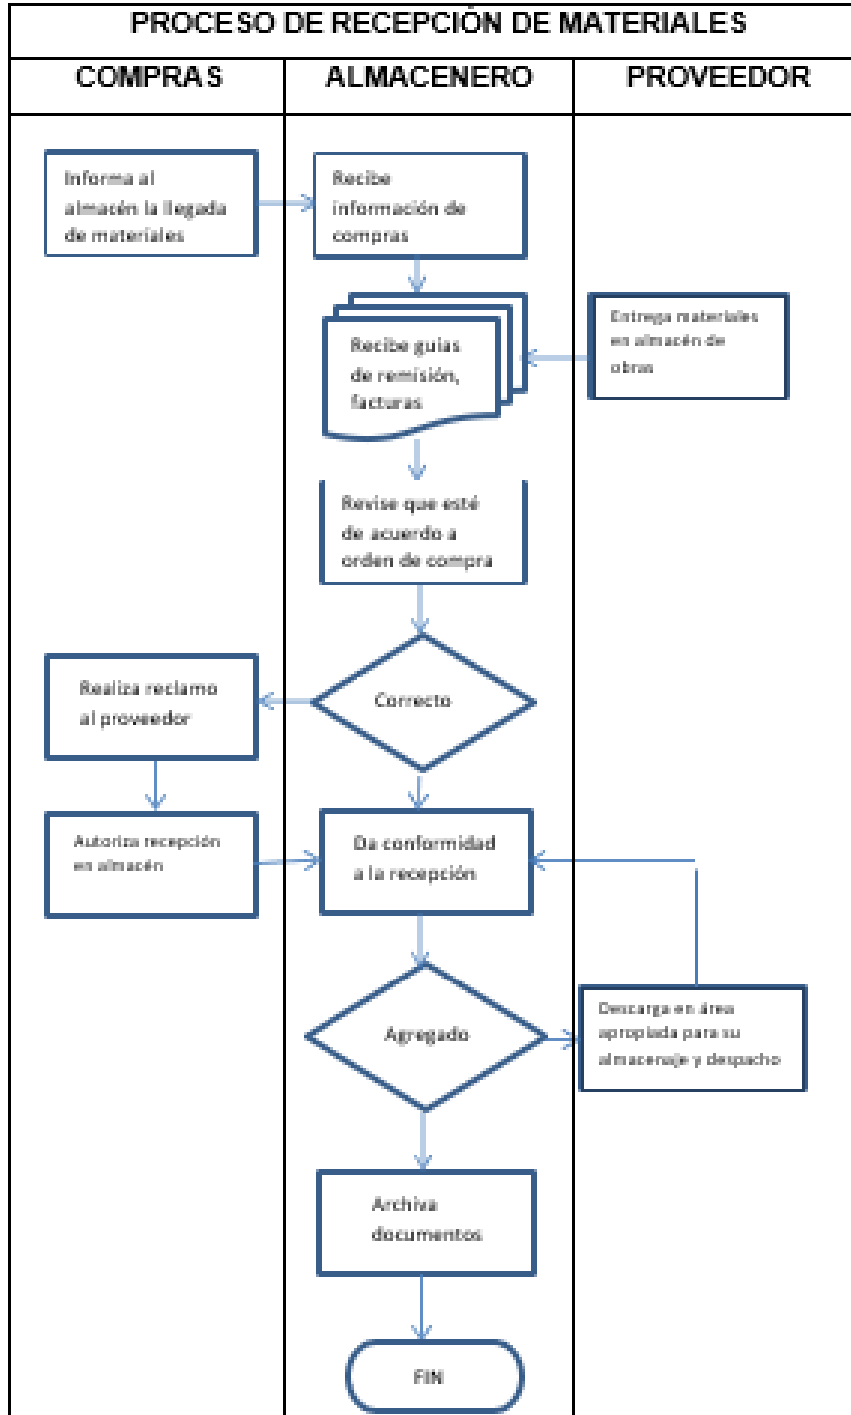 PROCESO DE RECEPCIÓN DE MATERIALES
COMPRAS
ALMACENERO
PROVEEDOR
Informa al
almacén la llegada
de materiales
Recibe
información de
compras
Recibe guías
de remisión,
facturas
Entrega materiales
en almacén de
obras
Revise que esté
de acuerdo a
orden de compra
Correcto
Realiza reclamo
al proveedor
Autoriza recepción
en almacén
Da conformidad
a la recepción
Agregado
Descarga en área
apropiada para su
almacenaje y despacho
Archiva
documentos
FIN